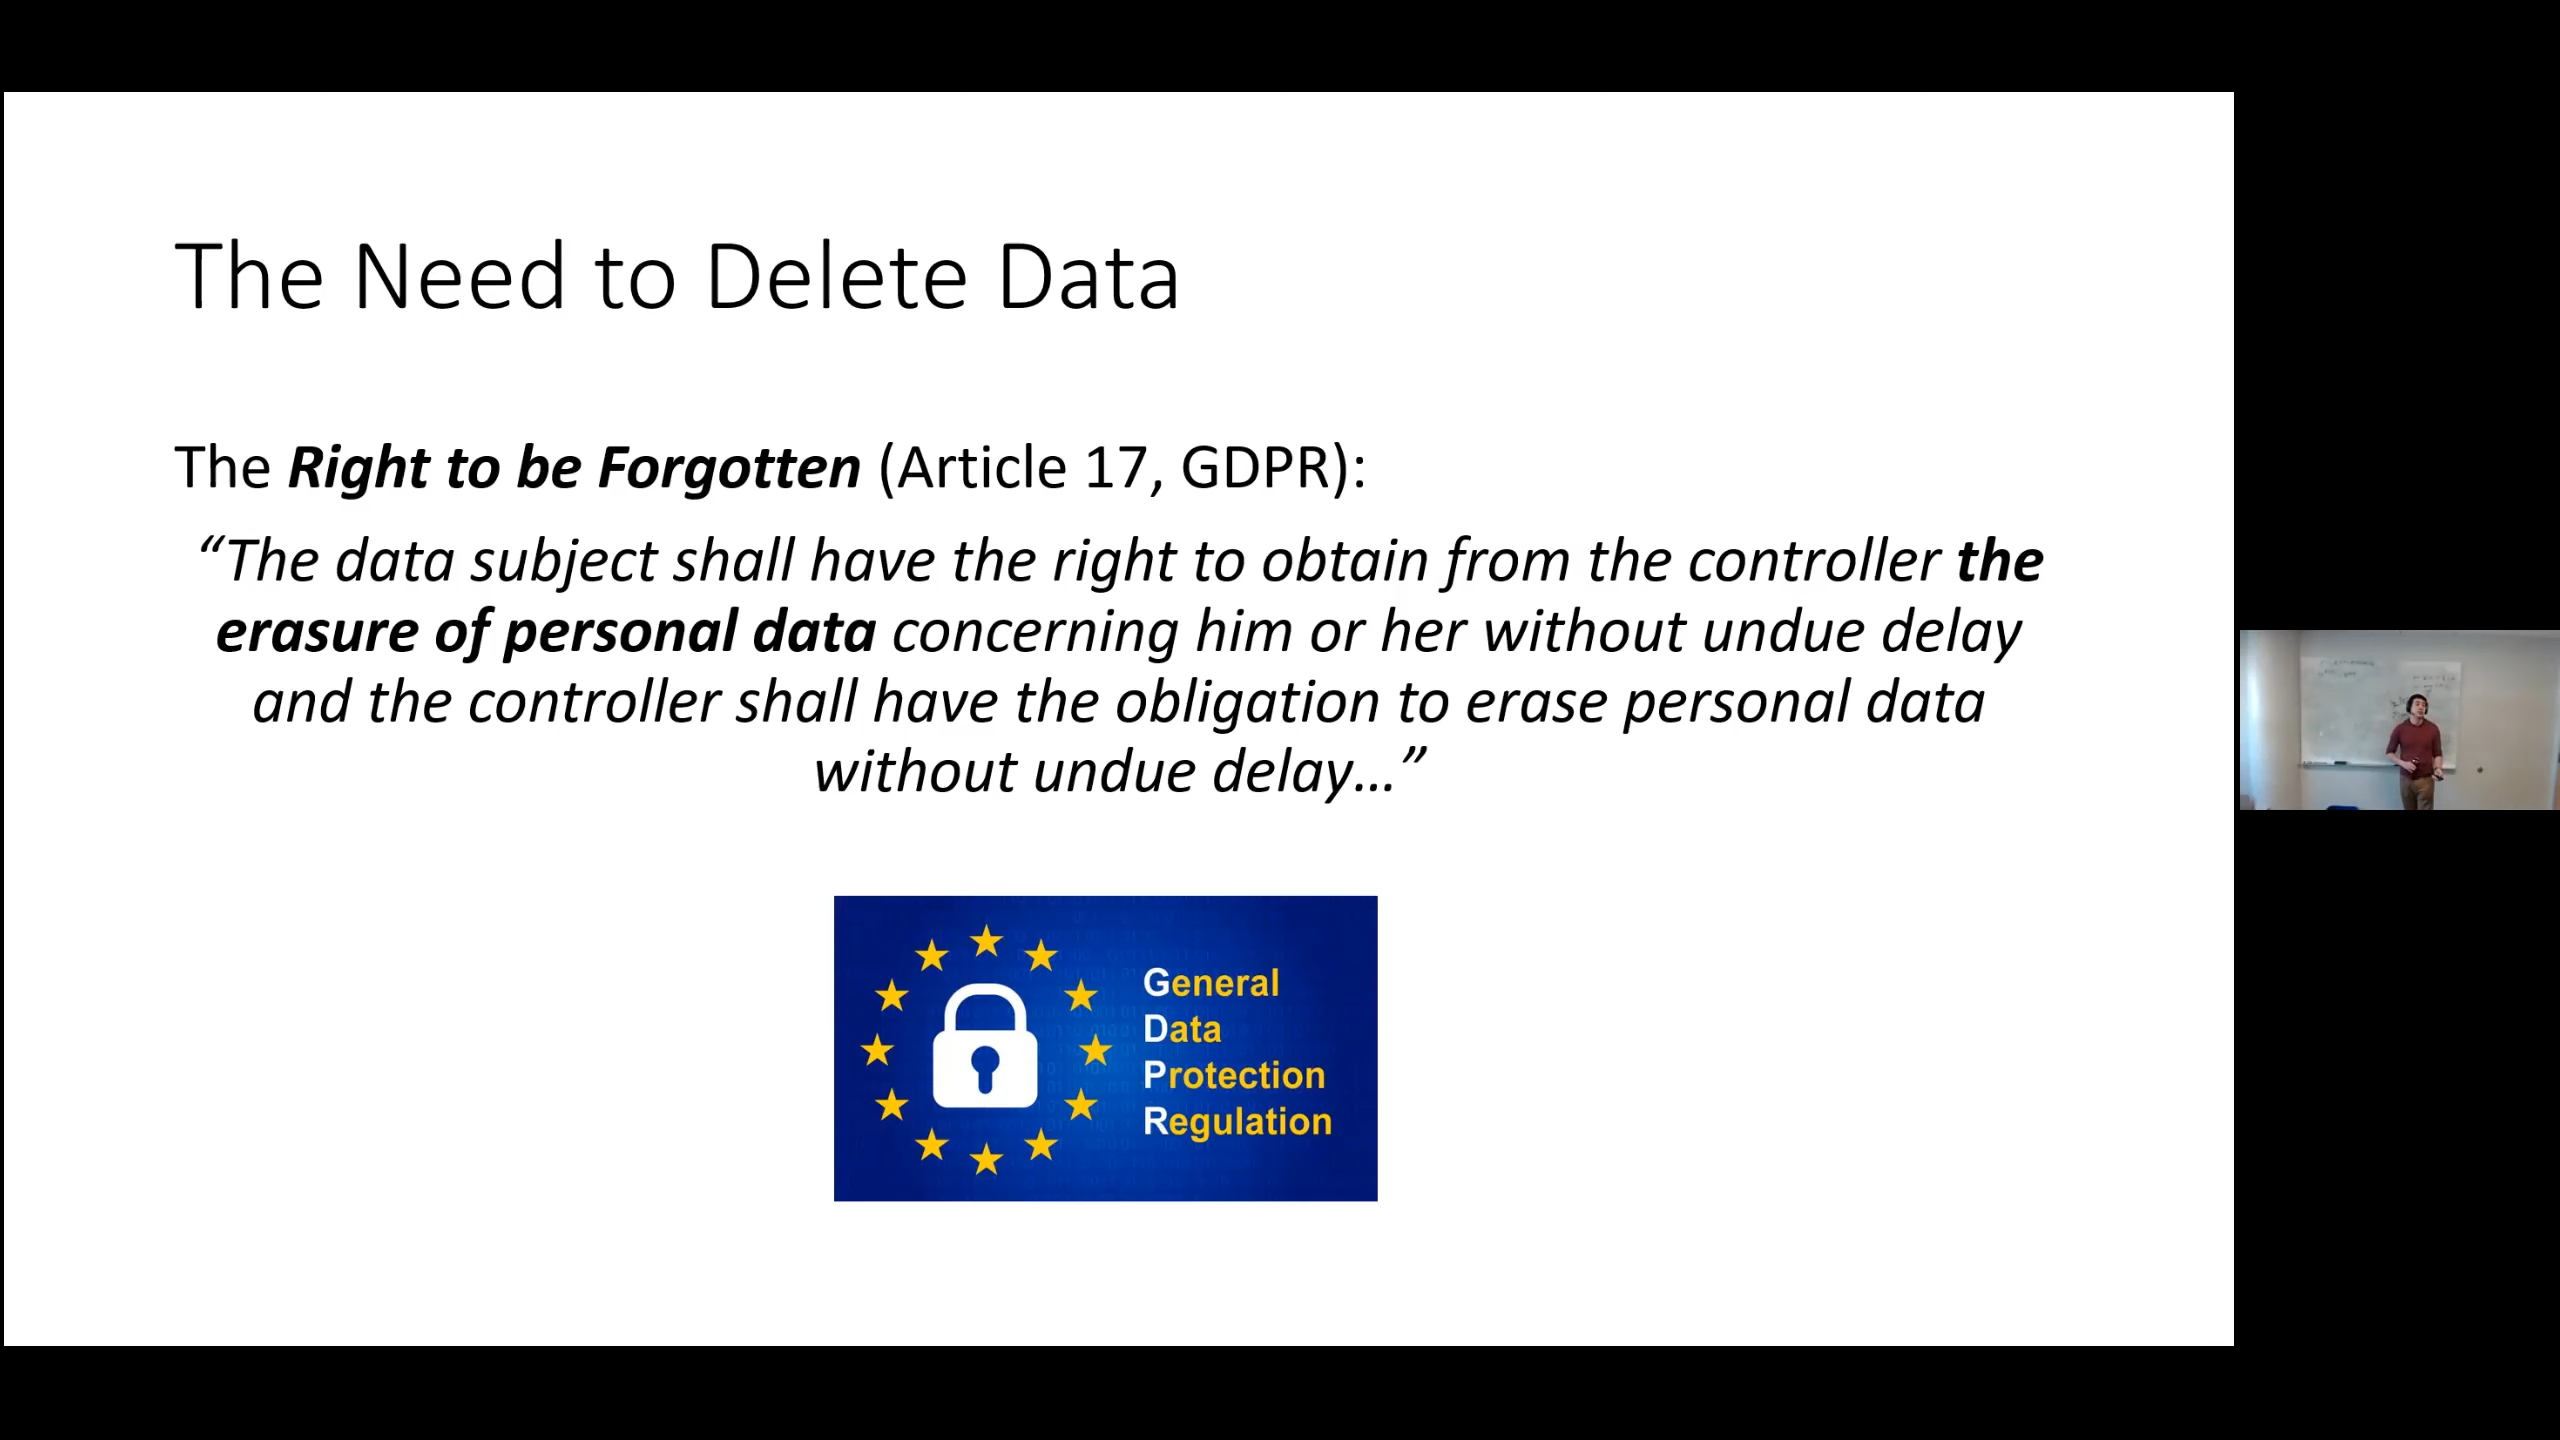 The Need to Delete Data
The Right to be Forgotten (Article 17, GDPR):
“The data subject shall have the right to obtain from the controller the
erasure of personal data concerning him or her without undue delay
and the controller shall have the obligation to erase personal data
without undue delay…”
General
Data
Protection
Regulation